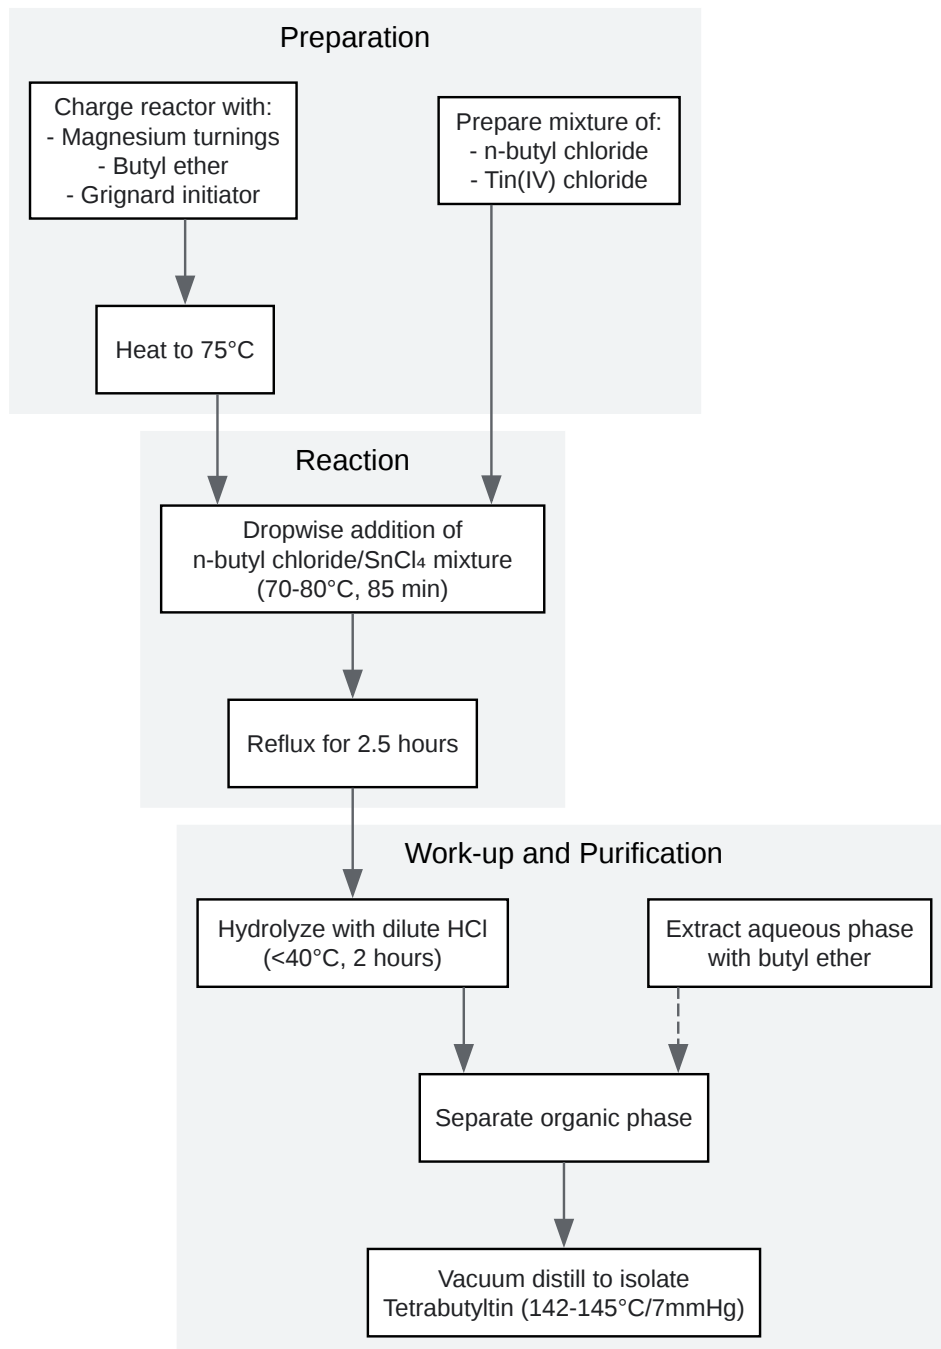 Preparation
Charge reactor with:
- Magnesium turnings
- Butyl ether
- Grignard initiator
Prepare mixture of:
- n-butyl chloride
- Tin(IV) chloride
Heat to 75°C
Reaction
Dropwise addition of
n-butyl chloride/SnCl₄ mixture
(70-80°C, 85 min)
Reflux for 2.5 hours
Work-up and Purification
Hydrolyze with dilute HCl
(<40°C, 2 hours)
Extract aqueous phase
with butyl ether
Separate organic phase
Vacuum distill to isolate
Tetrabutyltin (142-145°C/7mmHg)